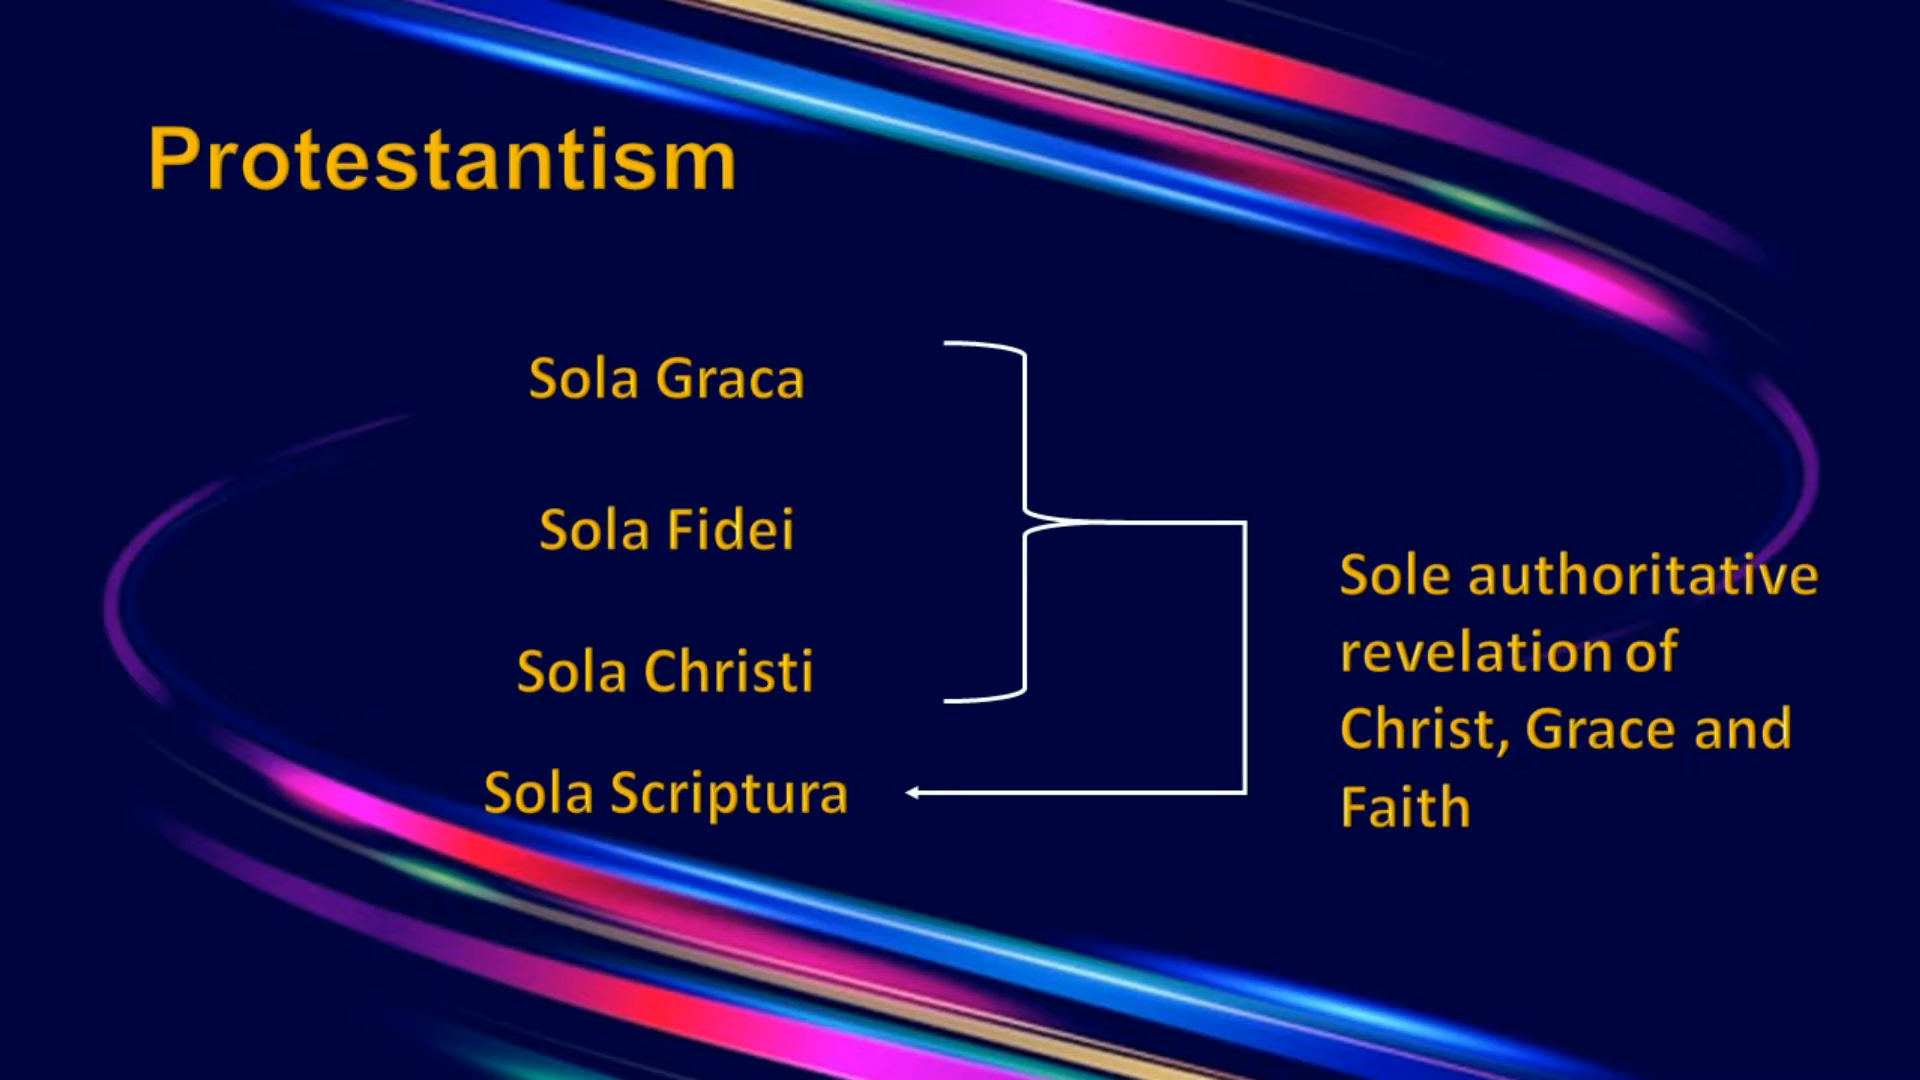 Protestantism
Sola Graca
Sola Fidei
Sola Christi
Sola Scriptura
Sole authoritative
revelation of
Christ, Grace and
Faith